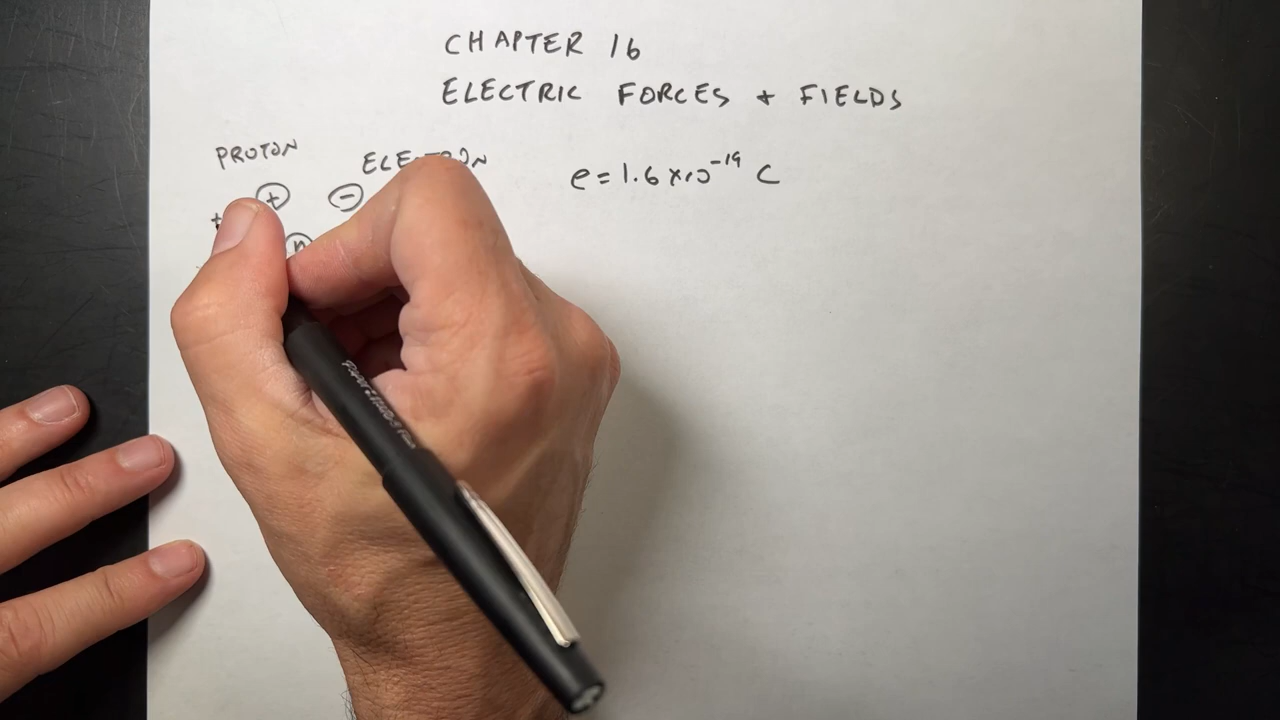 CHAPTER 16
ELECTRIC FORCES + FIELDS
PROTON
e = 1.6 x 10⁻¹⁹ C
+ −
+
n